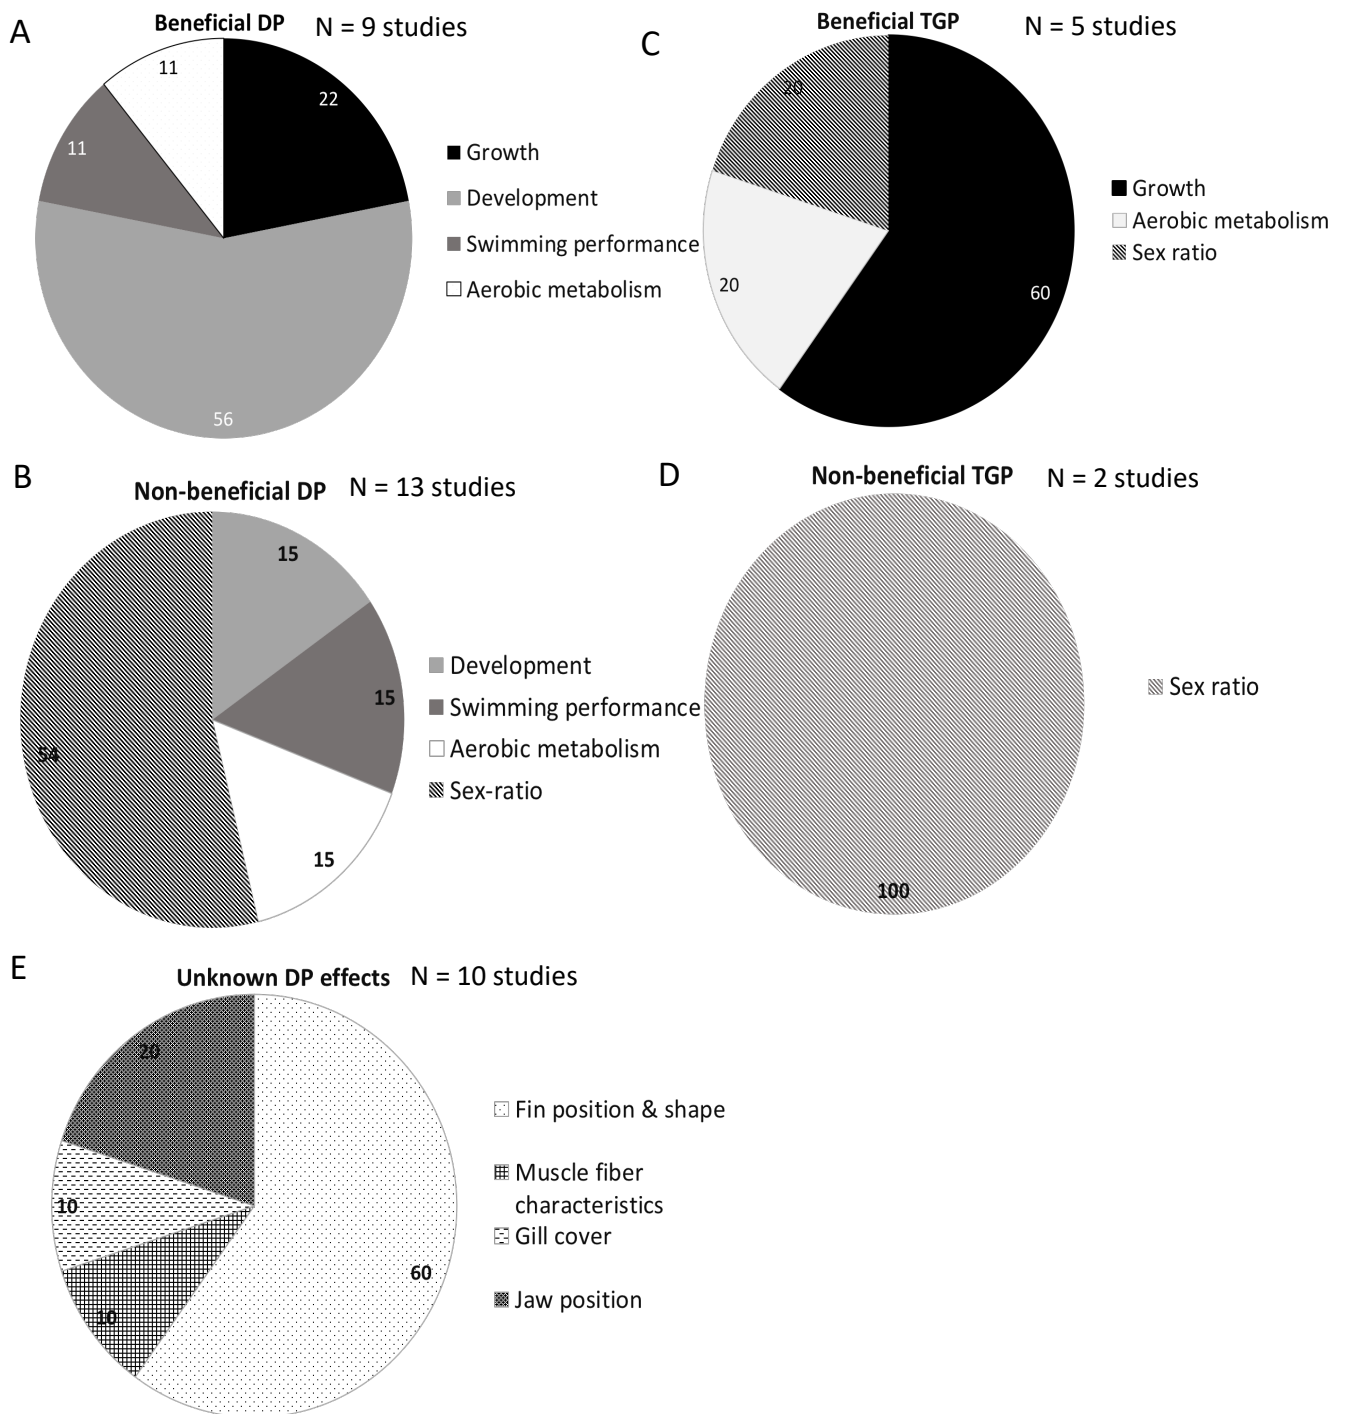 A
Beneficial DP
N = 9 studies
11
22
11
56
Growth
Development
Swimming performance
Aerobic metabolism
C
Beneficial TGP
N = 5 studies
20
20
60
Growth
Aerobic metabolism
Sex ratio
B
Non-beneficial DP
N = 13 studies
15
15
54
15
Development
Swimming performance
Aerobic metabolism
Sex-ratio
D
Non-beneficial TGP
N = 2 studies
100
Sex ratio
E
Unknown DP effects
N = 10 studies
20
10
10
60
Fin position & shape
Muscle fiber
characteristics
Gill cover
Jaw position